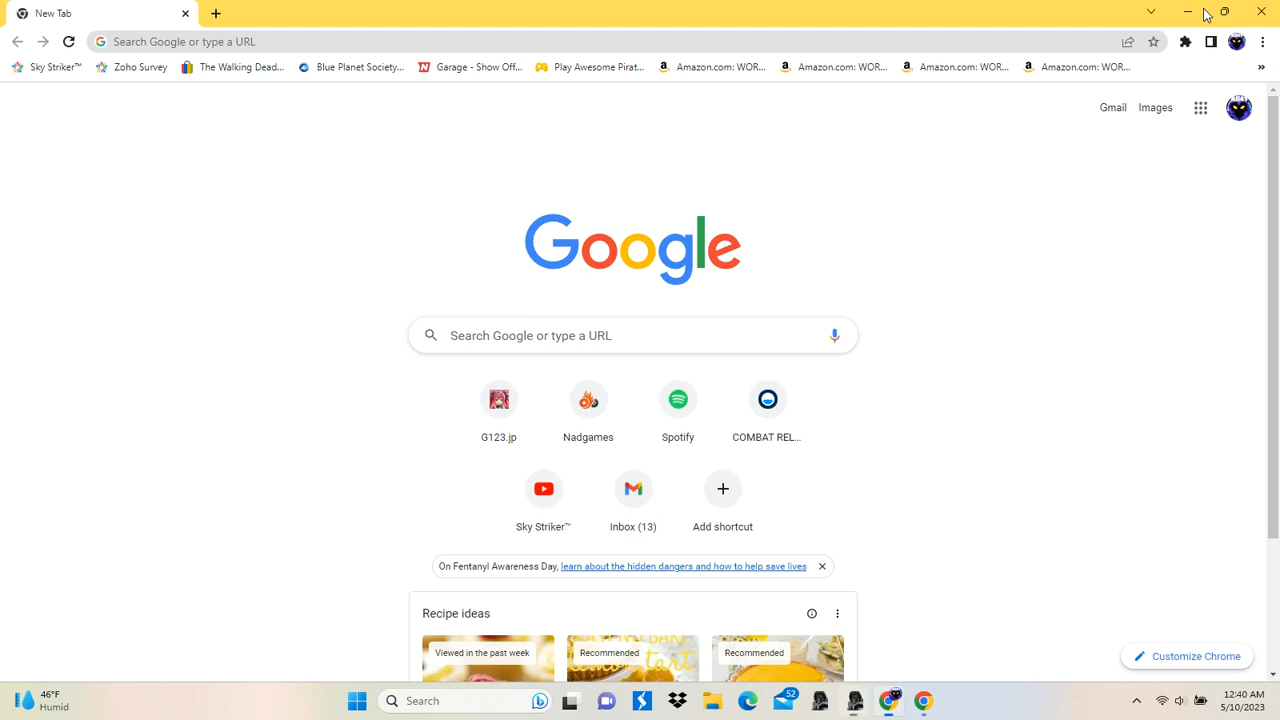 New Tab
Search Google or type a URL
Sky Striker™ Zoho Survey The Walking Dead... Blue Planet Society... Garage - Show Off... Play Awesome Pirat... Amazon.com: WOR... Amazon.com: WOR... Amazon.com: WOR... Amazon.com: WOR... »
Gmail Images
Google
Search Google or type a URL
G123.jp Nadgames Spotify COMBAT REL...
Sky Striker™ Inbox (13) Add shortcut
On Fentanyl Awareness Day, learn about the hidden dangers and how to help save lives
Recipe ideas
Viewed in the past week Recommended Recommended
Customize Chrome
46°F
Humid
Search
52
12:40 AM
5/10/2023